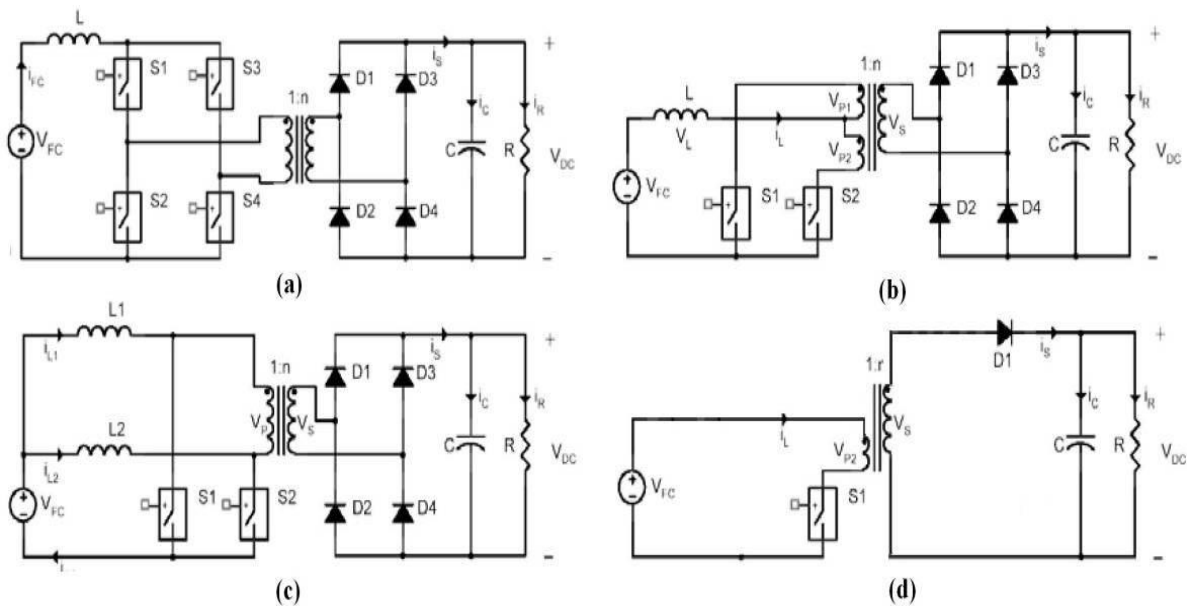 L
i_FC
S1
S3
V_FC
S2
S4
1:n
D1
D3
D2
D4
i_S
i_C
i_R
C
R
V_DC
+
-
(a)
L
V_L
i_L
V_FC
V_P1
V_P2
S1
S2
1:n
V_S
D1
D3
D2
D4
i_S
i_C
i_R
C
R
V_DC
+
-
(b)
L1
i_L1
L2
i_L2
V_FC
S1
S2
1:n
V_P
V_S
D1
D3
D2
D4
i_S
i_C
i_R
C
R
V_DC
+
-
(c)
i_L
V_FC
V_P2
S1
1:r
V_S
D1
i_S
i_C
i_R
C
R
V_DC
+
-
(d)